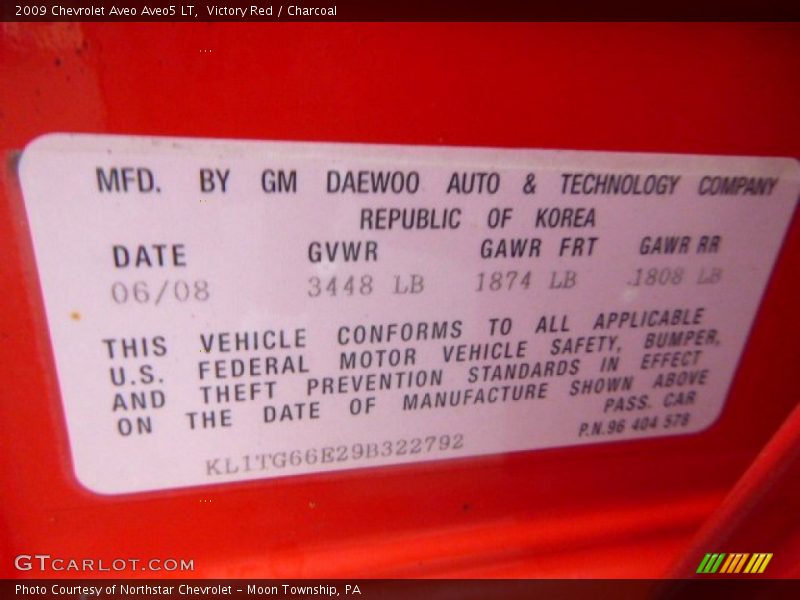 2009 Chevrolet Aveo Aveo5 LT,  Victory Red / Charcoal
MFD. BY GM DAEWOO AUTO & TECHNOLOGY COMPANY
REPUBLIC OF KOREA
DATE GVWR GAWR FRT GAWR RR
06/08 3448 LB 1874 LB 1808 LB
THIS VEHICLE CONFORMS TO ALL APPLICABLE
U.S. FEDERAL MOTOR VEHICLE SAFETY, BUMPER,
AND THEFT PREVENTION STANDARDS IN EFFECT
ON THE DATE OF MANUFACTURE SHOWN ABOVE
PASS. CAR
KL1TG66E29B322792 P.N.96 404 578
GTCARLOT.COM
Photo Courtesy of Northstar Chevrolet - Moon Township, PA